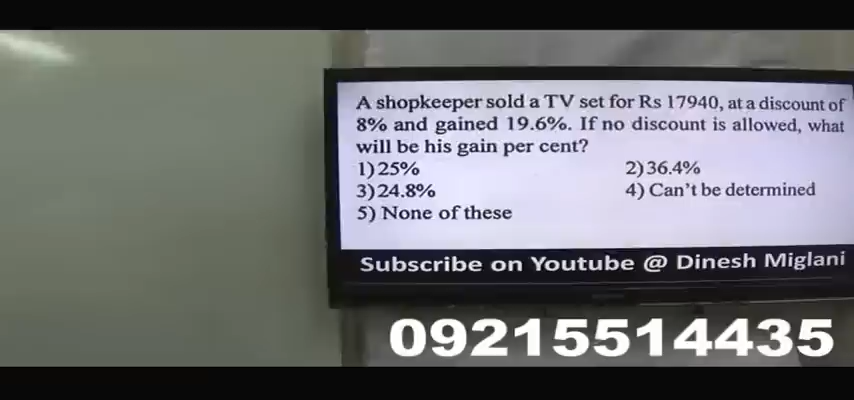 A shopkeeper sold a TV set for Rs 17940, at a discount of
8% and gained 19.6%. If no discount is allowed, what
will be his gain per cent?
1) 25% 2) 36.4%
3) 24.8% 4) Can't be determined
5) None of these
Subscribe on Youtube @ Dinesh Miglani
09215514435